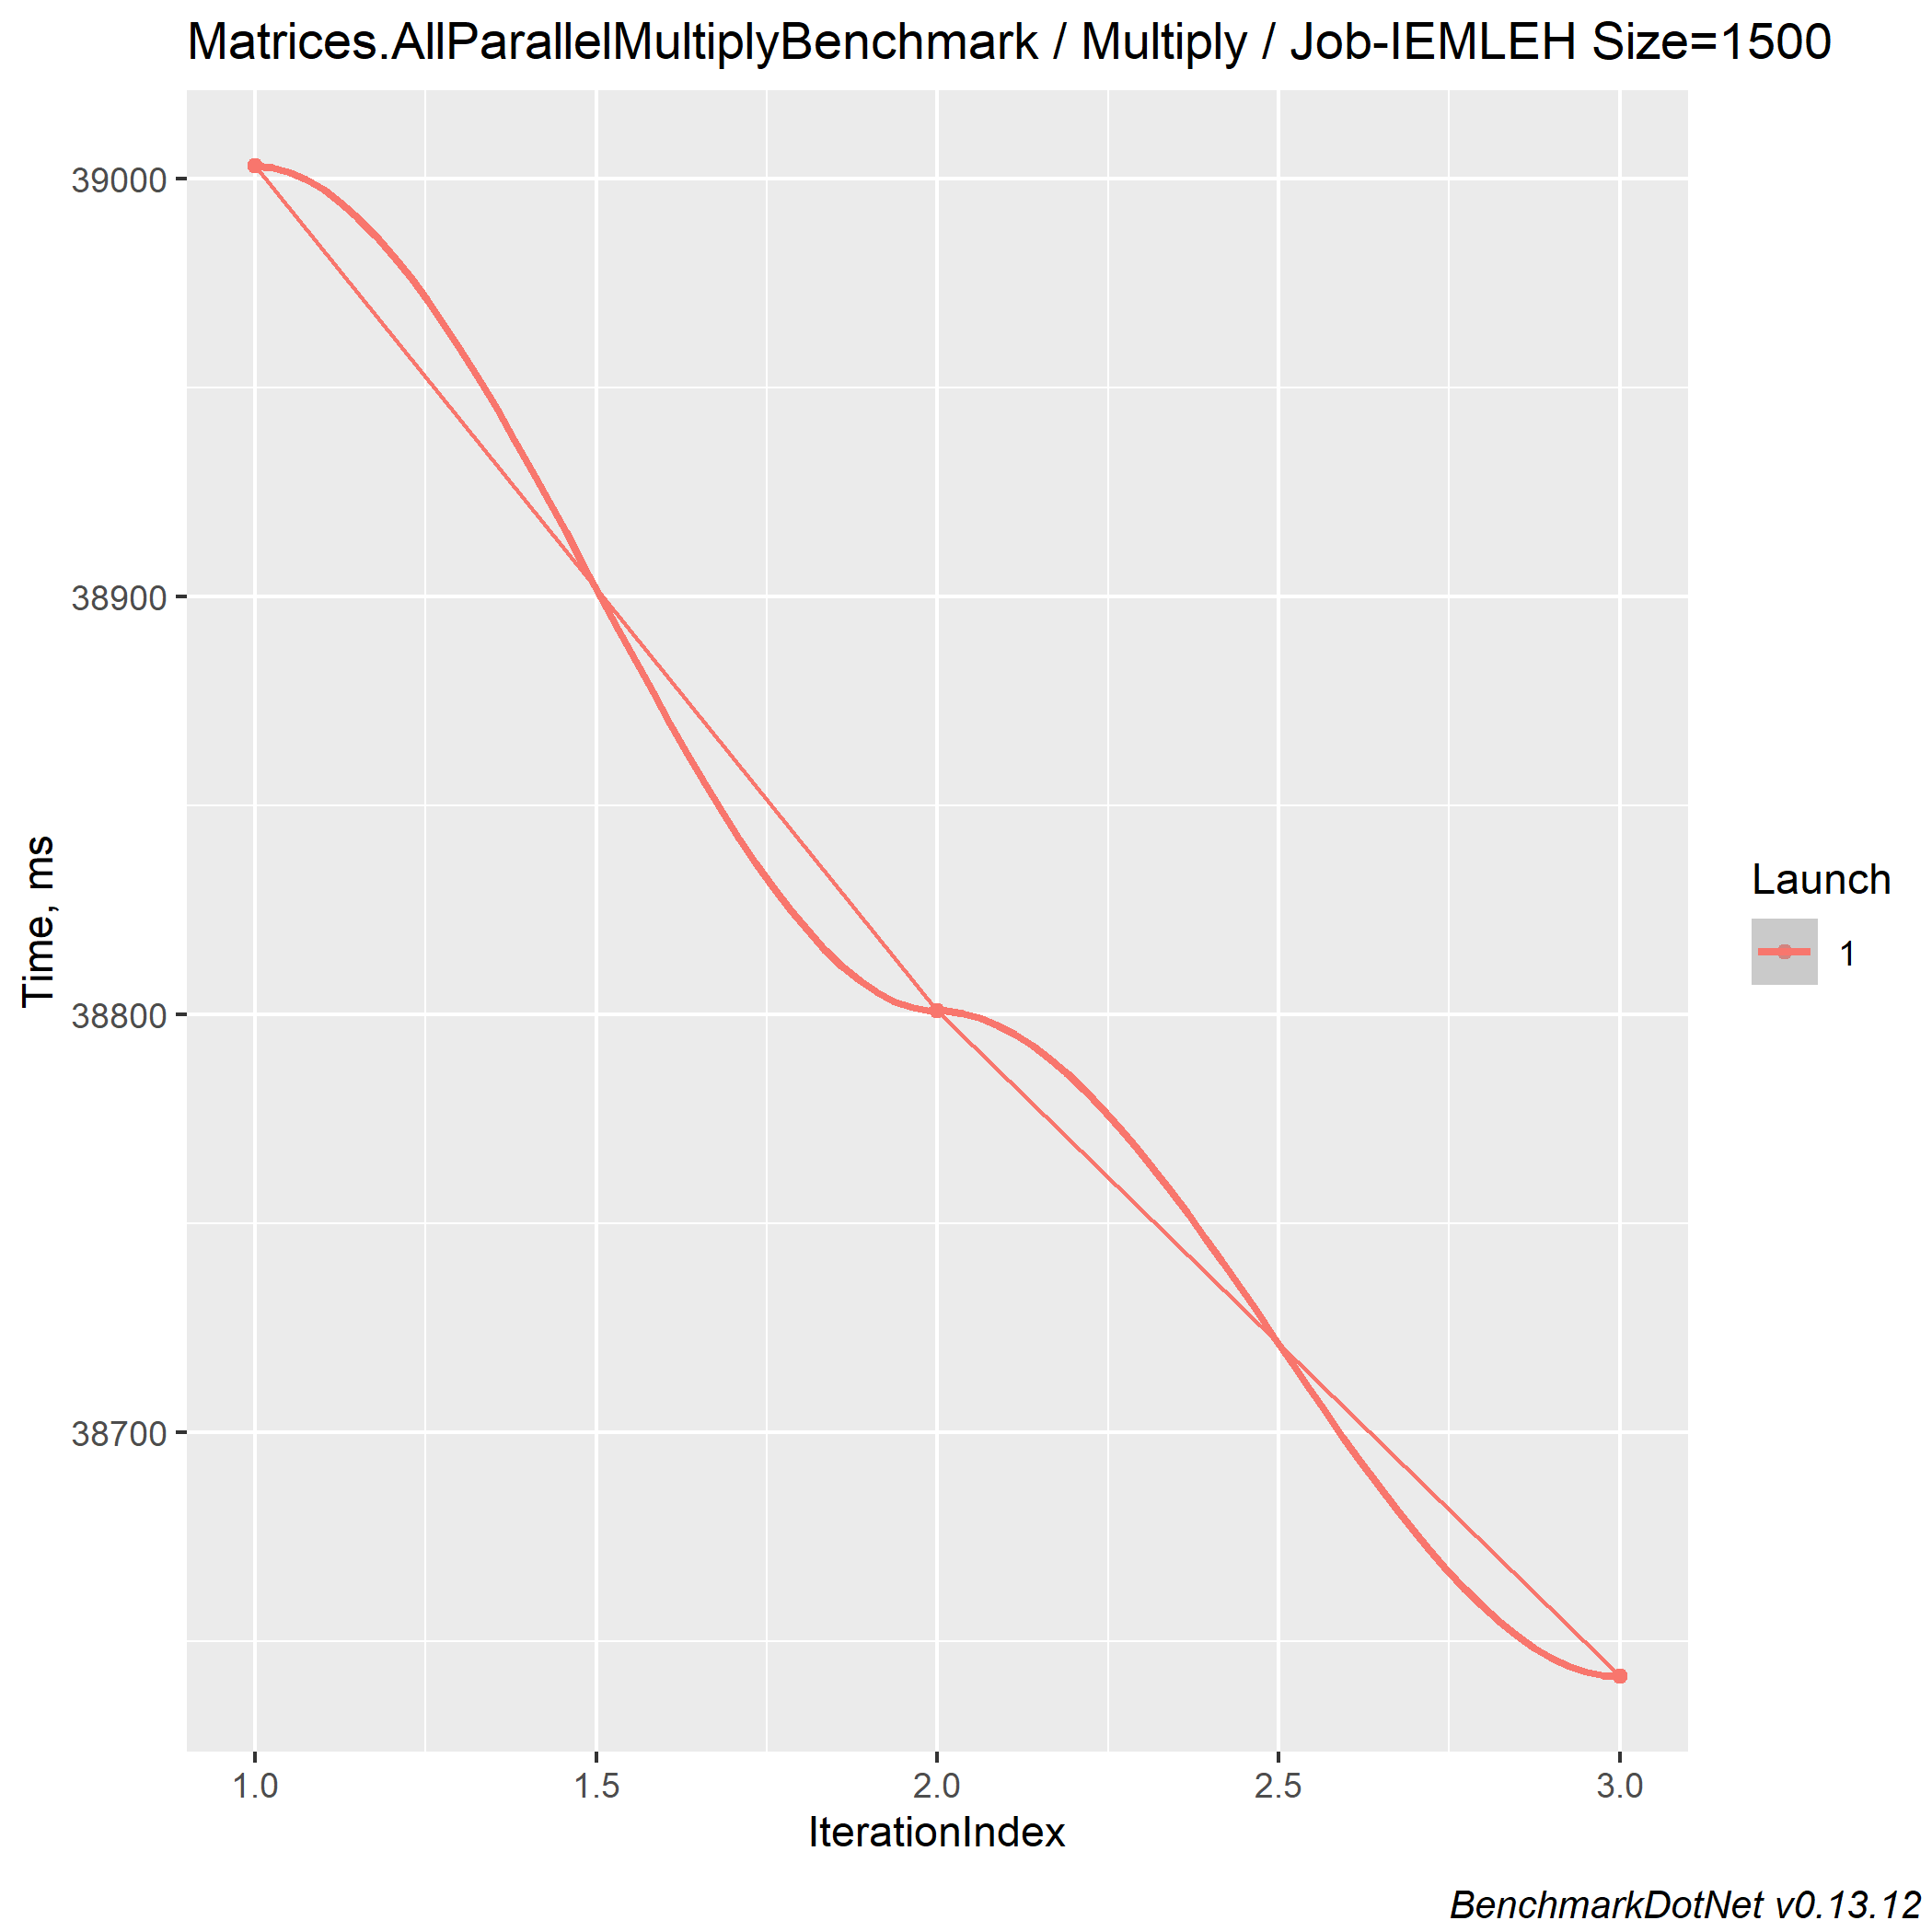 Matrices.AllParallelMultiplyBenchmark / Multiply / Job-IEMLEH Size=1500
Time, ms
39000
38900
38800
38700
1.0 1.5 2.0 2.5 3.0
IterationIndex
Launch
1
BenchmarkDotNet v0.13.12